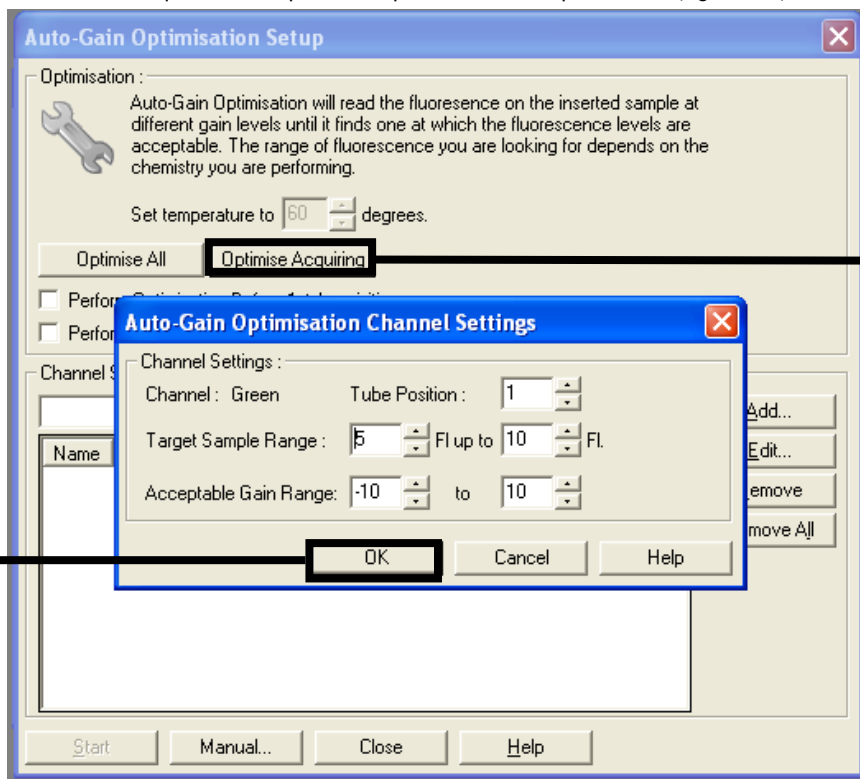 Auto-Gain Optimisation Setup
Optimisation :
Auto-Gain Optimisation will read the fluoresence on the inserted sample at
different gain levels until it finds one at which the fluorescence levels are
acceptable. The range of fluorescence you are looking for depends on the
chemistry you are performing.
Set temperature to 60 degrees.
Optimise All Optimise Acquiring
Perfor
Perfor
Auto-Gain Optimisation Channel Settings
Channel Settings :
Channel : Green Tube Position : 1
Target Sample Range : 5 Fl up to 10 Fl.
Acceptable Gain Range: -10 to 10
OK Cancel Help
Channel S
Name
Add...
Edit...
emove
move All
Start Manual... Close Help